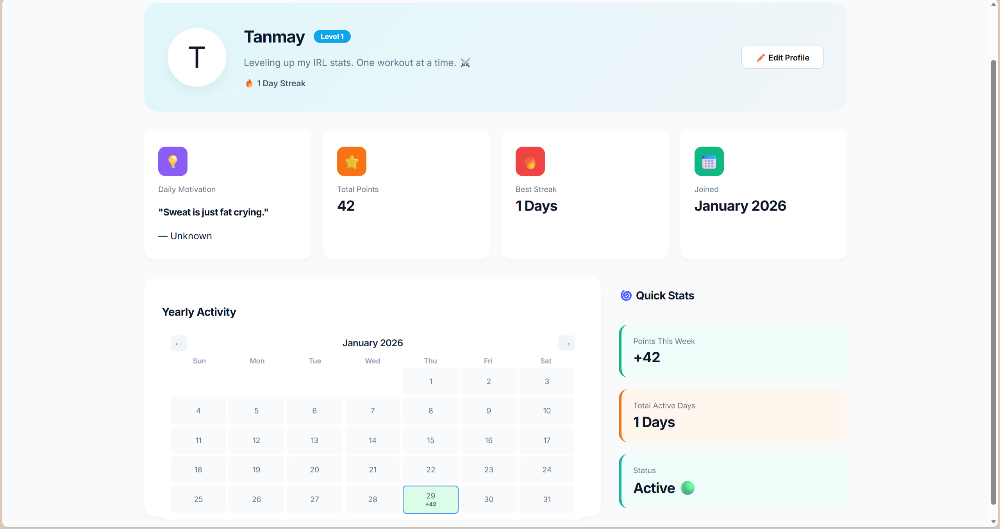 T
Tanmay
Level 1
Leveling up my IRL stats. One workout at a time. ⚔️
🔥 1 Day Streak
✏️ Edit Profile
Daily Motivation
"Sweat is just fat crying."
— Unknown
Total Points
42
Best Streak
1 Days
Joined
January 2026
Yearly Activity
← January 2026 →
Sun Mon Tue Wed Thu Fri Sat
1 2 3
4 5 6 7 8 9 10
11 12 13 14 15 16 17
18 19 20 21 22 23 24
25 26 27 28 29 30 31
+42
🌀 Quick Stats
Points This Week
+42
Total Active Days
1 Days
Status
Active 🟢